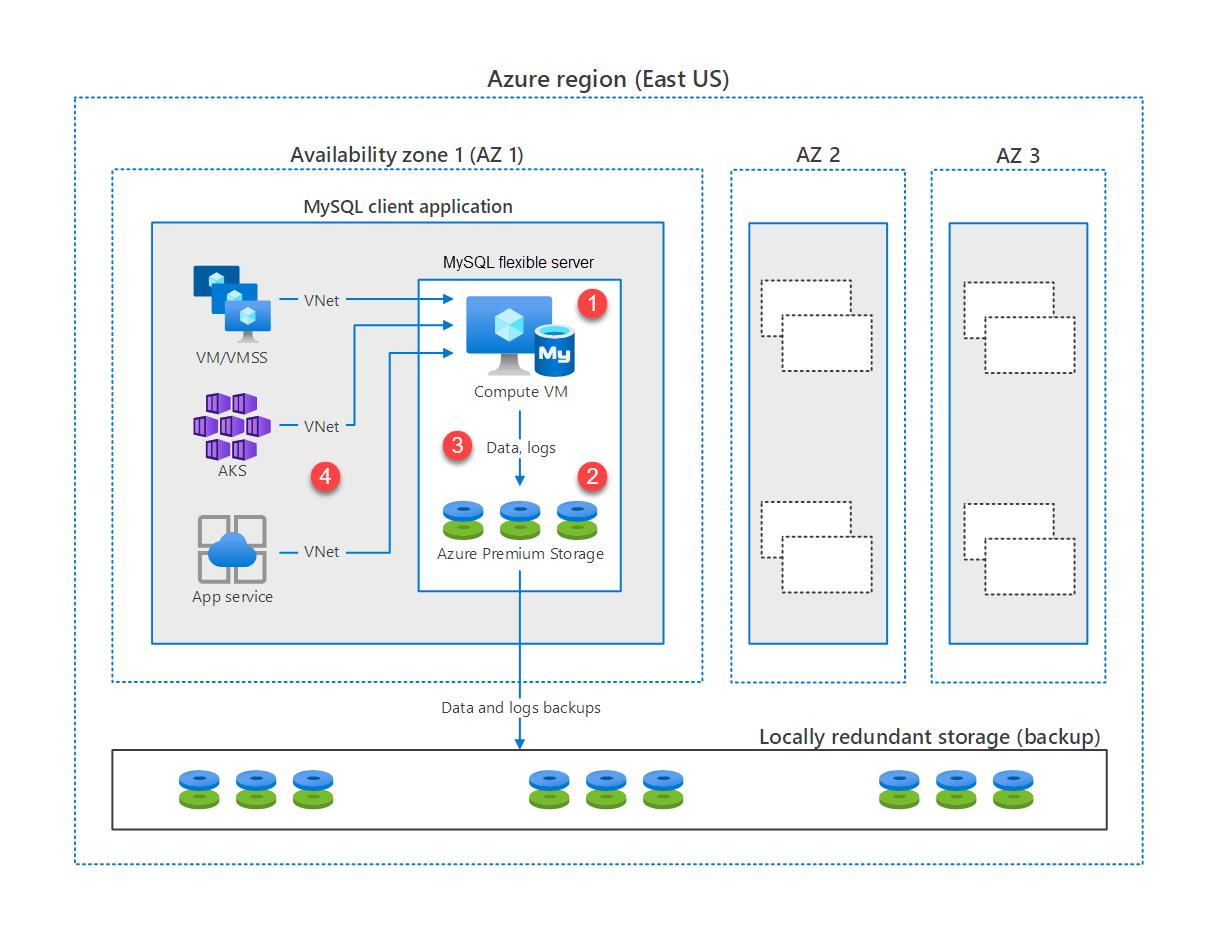 Azure region (East US)
Availability zone 1 (AZ 1)
AZ 2
AZ 3
MySQL client application
MySQL flexible server
1
VNet
VM/VMSS
My
Compute VM
VNet
AKS
3
Data, logs
4
2
VNet
Azure Premium Storage
App service
Data and logs backups
Locally redundant storage (backup)